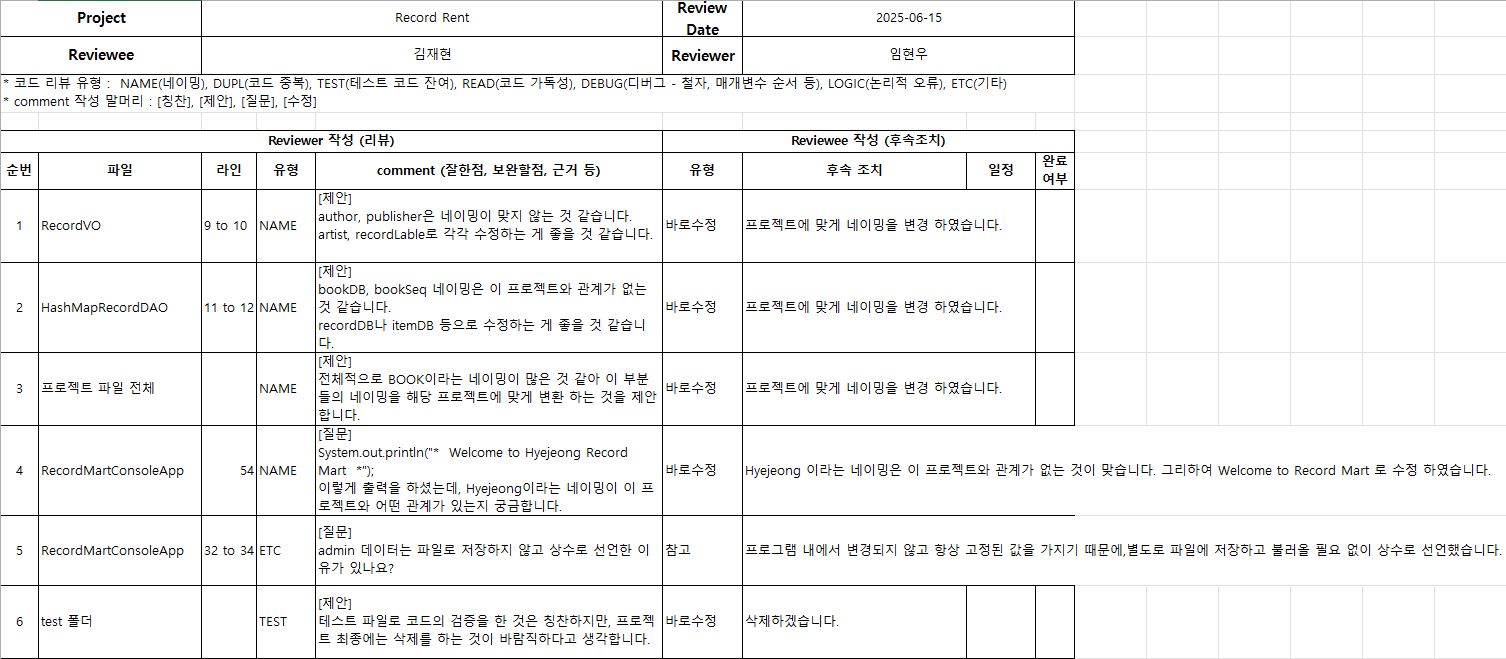 Project Record Rent Review Date 2025-06-15
Reviewee 김재현 Reviewer 임현우
* 코드 리뷰 유형 : NAME(네이밍), DUPL(코드 중복), TEST(테스트 코드 잔여), READ(코드 가독성), DEBUG(디버그 - 철자, 매개변수 순서 등), LOGIC(논리적 오류), ETC(기타)
* comment 작성 말머리 : [칭찬], [제안], [질문], [수정]
Reviewer 작성 (리뷰) Reviewee 작성 (후속조치)
순번 파일 라인 유형 comment (잘한점, 보완할점, 근거 등) 유형 후속 조치 일정 완료 여부
1 RecordVO 9 to 10 NAME
[제안]
author, publisher은 네이밍이 맞지 않는 것 같습니다.
artist, recordLable로 각각 수정하는 게 좋을 것 같습니다.
바로수정 프로젝트에 맞게 네이밍을 변경 하였습니다.
2 HashMapRecordDAO 11 to 12 NAME
[제안]
bookDB, bookSeq 네이밍은 이 프로젝트와 관계가 없는
것 같습니다.
recordDB나 itemDB 등으로 수정하는 게 좋을 것 같습니
다.
바로수정 프로젝트에 맞게 네이밍을 변경 하였습니다.
3 프로젝트 파일 전체 NAME
[제안]
전체적으로 BOOK이라는 네이밍이 많은 것 같아 이 부분
들의 네이밍을 해당 프로젝트에 맞게 변환 하는 것을 제안
합니다.
바로수정 프로젝트에 맞게 네이밍을 변경 하였습니다.
4 RecordMartConsoleApp 54 NAME
[질문]
System.out.println("* Welcome to Hyejeong Record
Mart *");
이렇게 출력을 하셨는데, Hyejeong이라는 네이밍이 이 프
로젝트와 어떤 관계가 있는지 궁금합니다.
바로수정 Hyejeong 이라는 네이밍은 이 프로젝트와 관계가 없는 것이 맞습니다. 그리하여 Welcome to Record Mart 로 수정 하였습니다.
5 RecordMartConsoleApp 32 to 34 ETC
[질문]
admin 데이터는 파일로 저장하지 않고 상수로 선언한 이
유가 있나요?
참고 프로그램 내에서 변경되지 않고 항상 고정된 값을 가지기 때문에,별도로 파일에 저장하고 불러올 필요 없이 상수로 선언했습니다.
6 test 폴더 TEST
[제안]
테스트 파일로 코드의 검증을 한 것은 칭찬하지만, 프로젝
트 최종에는 삭제를 하는 것이 바람직하다고 생각합니다.
바로수정 삭제하겠습니다.